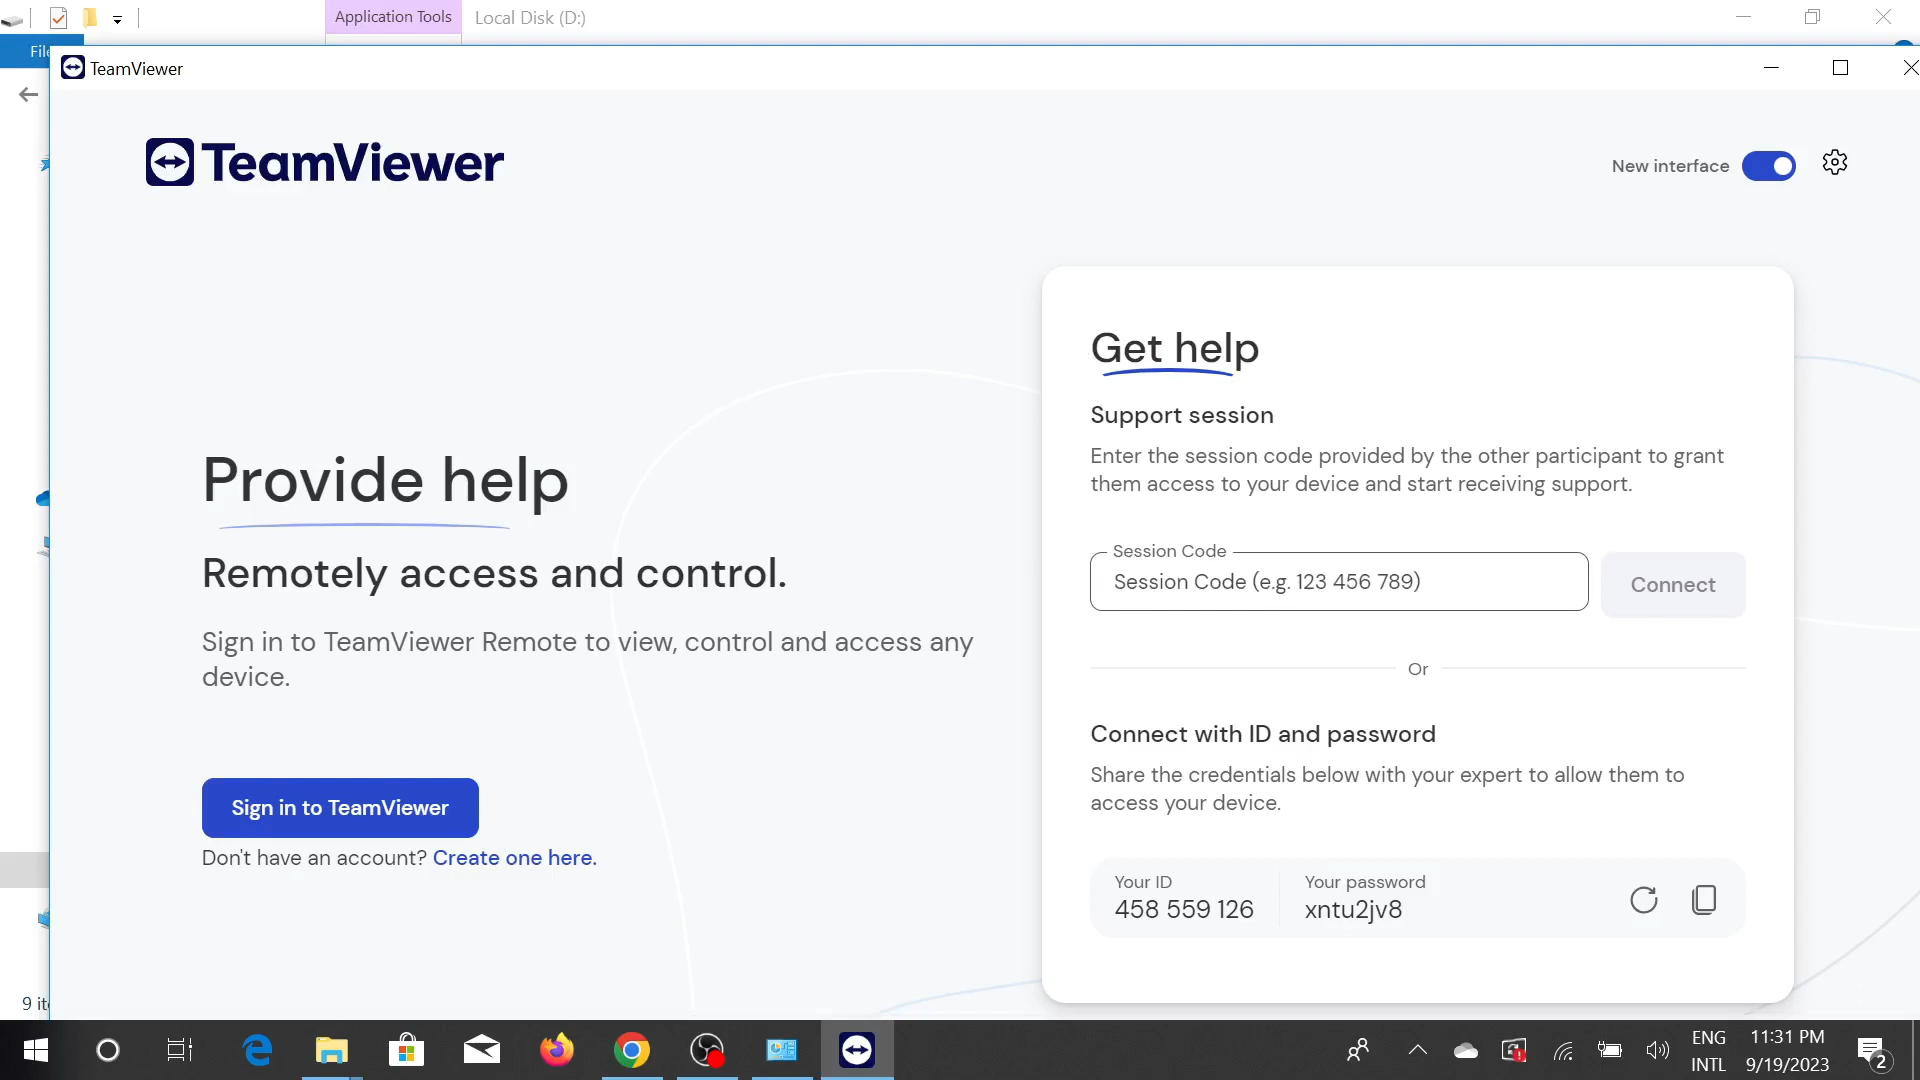 Application Tools
Local Disk (D:)
File
TeamViewer
TeamViewer
New interface
Provide help
Remotely access and control.
Sign in to TeamViewer Remote to view, control and access any
device.
Sign in to TeamViewer
Don't have an account? Create one here.
Get help
Support session
Enter the session code provided by the other participant to grant
them access to your device and start receiving support.
Session Code
Session Code (e.g. 123 456 789)
Connect
Or
Connect with ID and password
Share the credentials below with your expert to allow them to
access your device.
Your ID
458 559 126
Your password
xntu2jv8
9 it
ENG
INTL
11:31 PM
9/19/2023
2